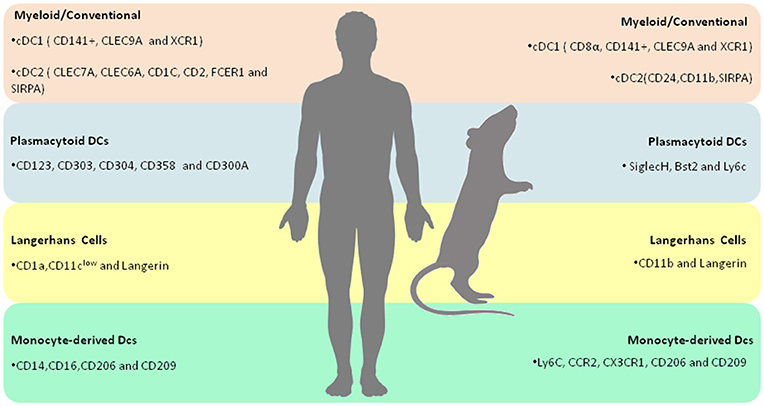 Myeloid/Conventional
•cDC1 ( CD141+, CLEC9A and XCR1)
•cDC2 ( CLEC7A, CLEC6A, CD1C, CD2, FCER1 and
SIRPA)
Myeloid/Conventional
•cDC1 ( CD8α, CD141+, CLEC9A and XCR1)
•cDC2(CD24,CD11b,SIRPA)
Plasmacytoid DCs
•CD123, CD303, CD304, CD358 and CD300A
Plasmacytoid DCs
• SiglecH, Bst2 and Ly6c
Langerhans Cells
•CD1a,CD11clow and Langerin
Langerhans Cells
•CD11b and Langerin
Monocyte-derived Dcs
•CD14,CD16,CD206 and CD209
Monocyte-derived Dcs
•Ly6C, CCR2, CX3CR1, CD206 and CD209